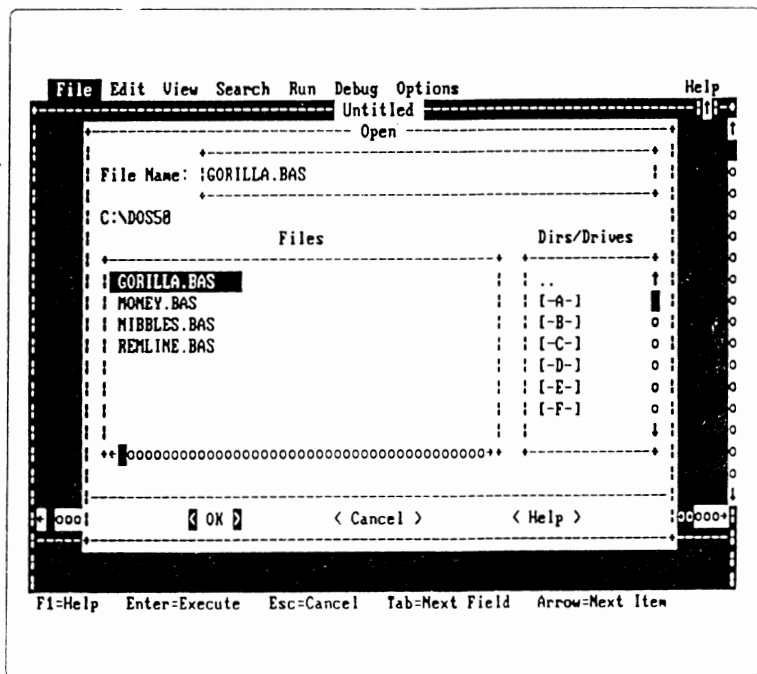 File Edit View Search Run Debug Options Help
Untitled
Open
File Name: GORILLA.BAS
C:\DOS50
Files Dirs/Drives
GORILLA.BAS ..
MONEY.BAS [-A-]
NIBBLES.BAS [-B-]
REMLINE.BAS [-C-]
[-D-]
[-E-]
[-F-]
< OK > < Cancel > < Help >
F1=Help Enter=Execute Esc=Cancel Tab=Next Field Arrow=Next Item